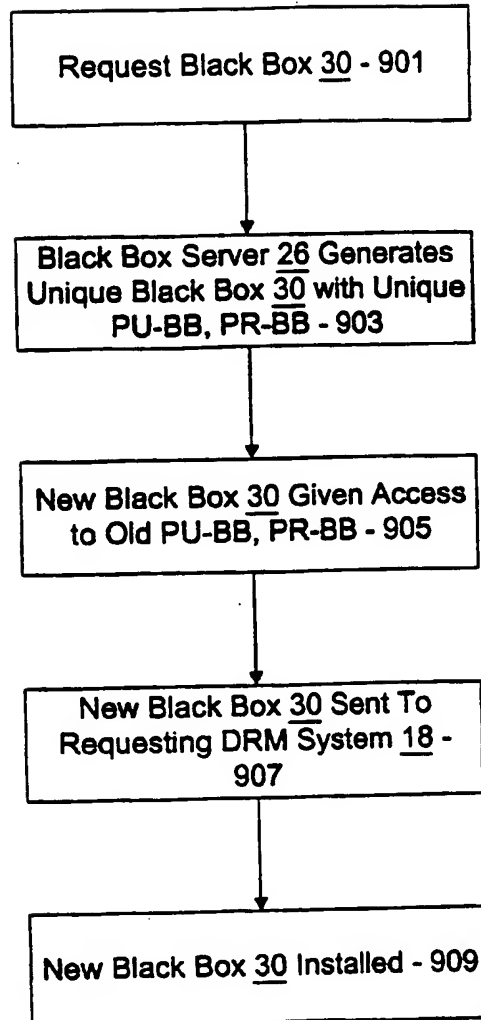 Request Black Box 30 - 901
Black Box Server 26 Generates
Unique Black Box 30 with Unique
PU-BB, PR-BB - 903
New Black Box 30 Given Access
to Old PU-BB, PR-BB - 905
New Black Box 30 Sent To
Requesting DRM System 18 -
907
New Black Box 30 Installed - 909